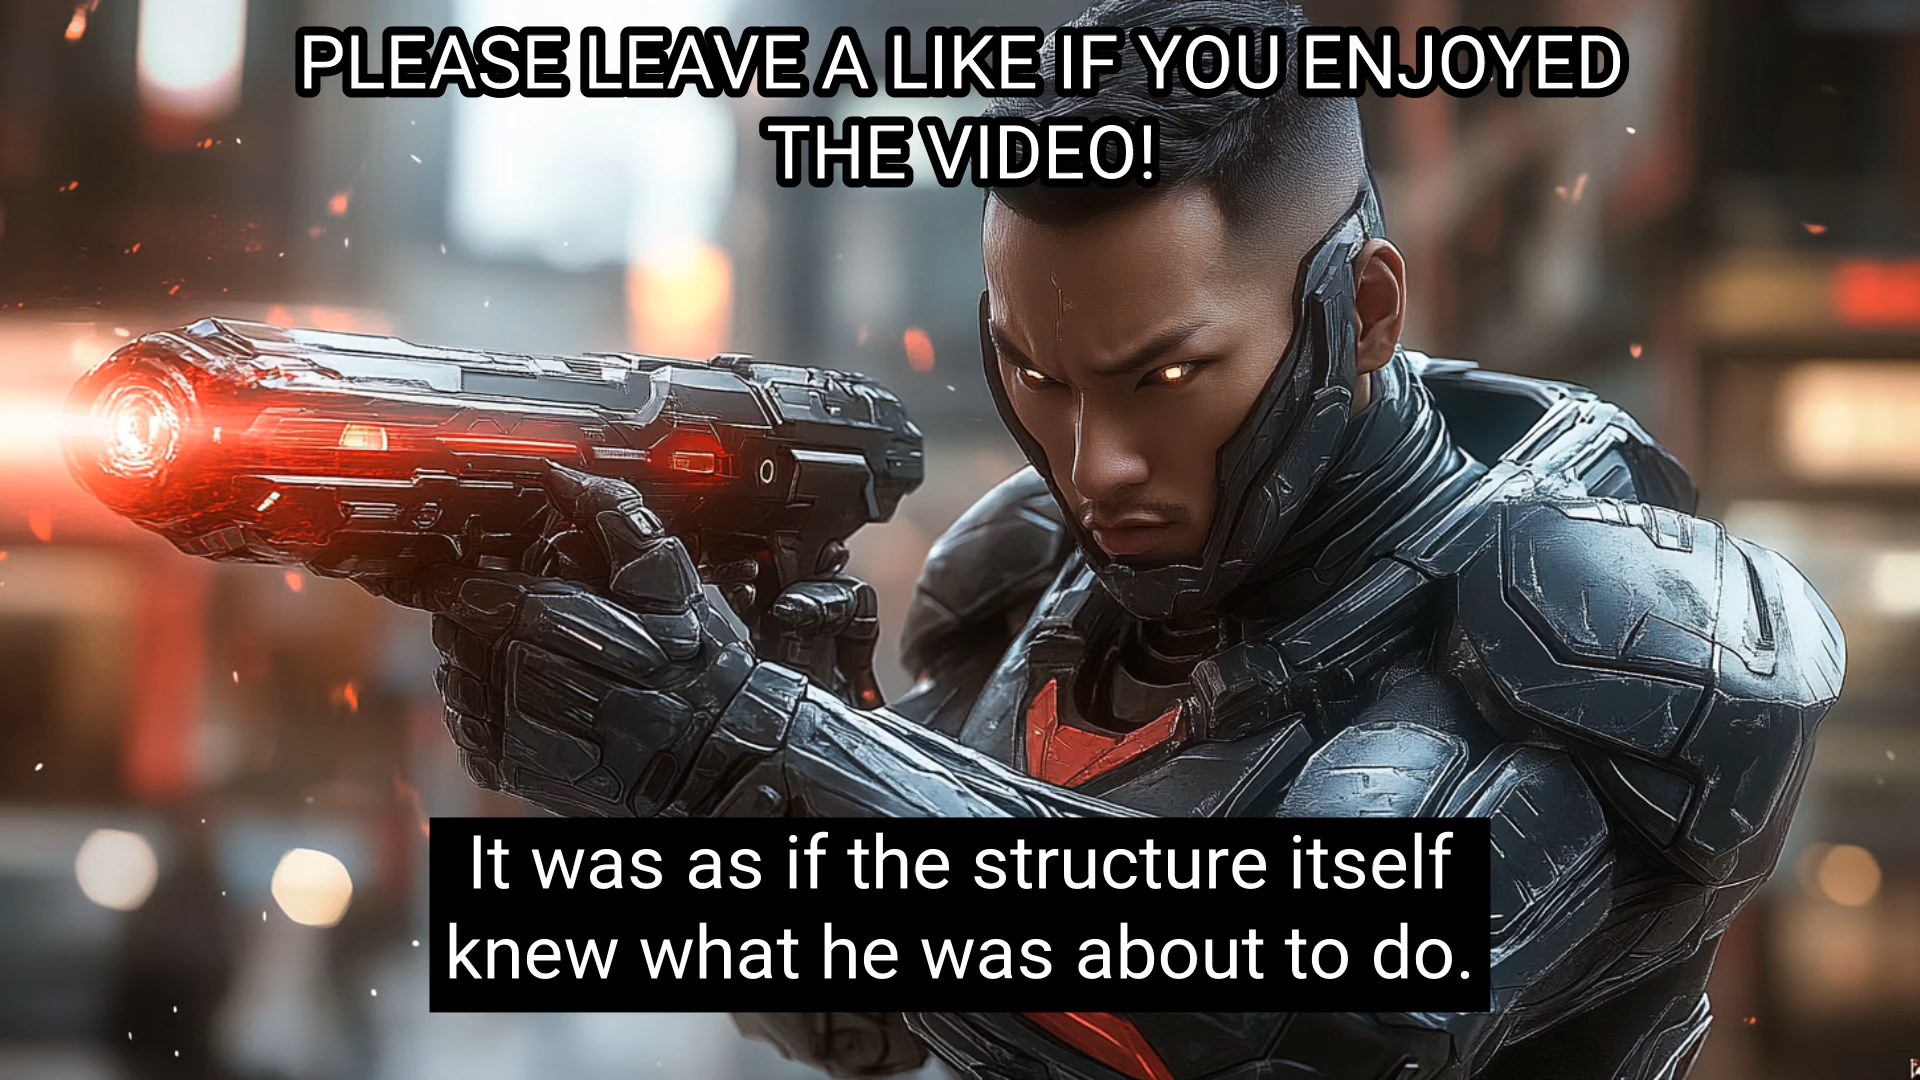 PLEASE LEAVE A LIKE IF YOU ENJOYED
THE VIDEO!
It was as if the structure itself
knew what he was about to do.